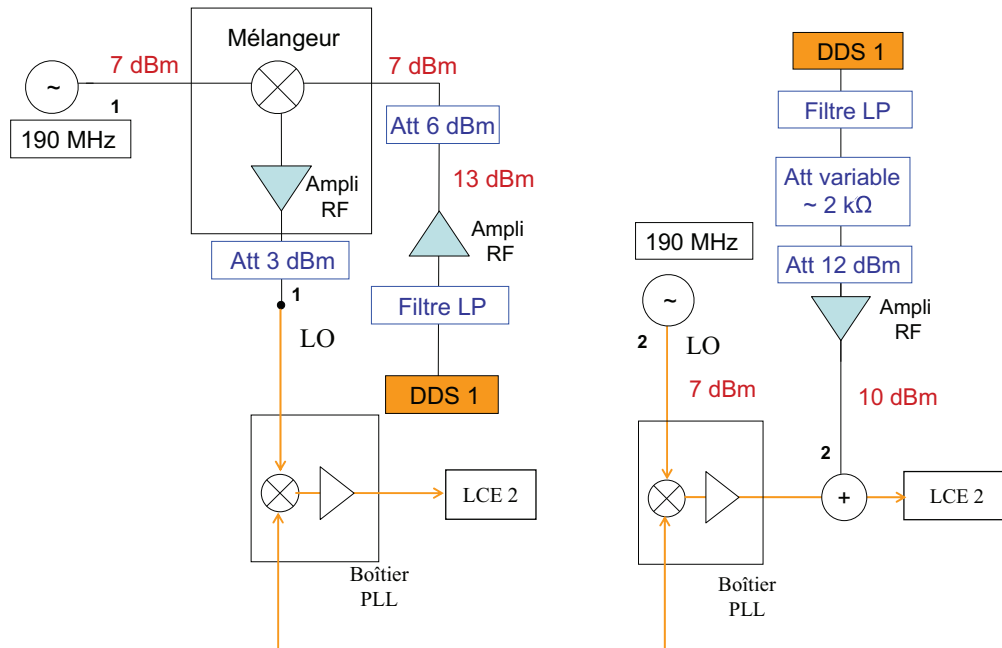 Mélangeur
7 dBm
7 dBm
~
1
190 MHz
Att 6 dBm
13 dBm
Ampli
RF
Ampli
RF
Att 3 dBm
1
LO
Filtre LP
DDS 1
LCE 2
Boîtier
PLL
DDS 1
Filtre LP
Att variable
~ 2 kΩ
190 MHz
Att 12 dBm
~
Ampli
RF
2
LO
7 dBm
10 dBm
2
+
LCE 2
Boîtier
PLL